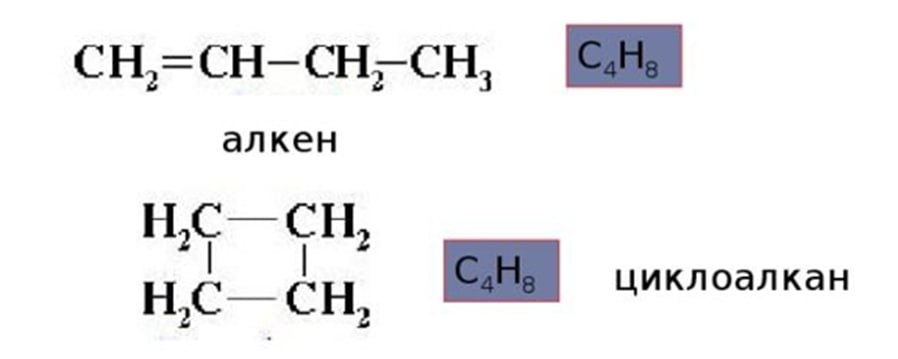 CH₂=CH–CH₂–CH₃ C₄H₈
алкен
H₂C — CH₂
H₂C — CH₂
C₄H₈ циклоалкан